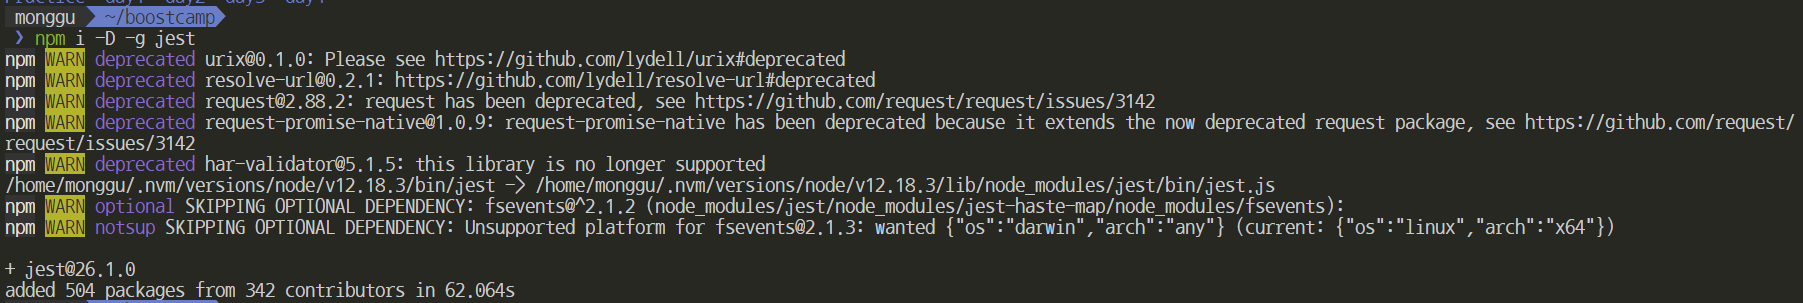 monggu ~/boostcamp
❯ npm i -D -g jest
npm WARN deprecated urix@0.1.0: Please see https://github.com/lydell/urix#deprecated
npm WARN deprecated resolve-url@0.2.1: https://github.com/lydell/resolve-url#deprecated
npm WARN deprecated request@2.88.2: request has been deprecated, see https://github.com/request/request/issues/3142
npm WARN deprecated request-promise-native@1.0.9: request-promise-native has been deprecated because it extends the now deprecated request package, see https://github.com/request/
request/issues/3142
npm WARN deprecated har-validator@5.1.5: this library is no longer supported
/home/monggu/.nvm/versions/node/v12.18.3/bin/jest -> /home/monggu/.nvm/versions/node/v12.18.3/lib/node_modules/jest/bin/jest.js
npm WARN optional SKIPPING OPTIONAL DEPENDENCY: fsevents@^2.1.2 (node_modules/jest/node_modules/jest-haste-map/node_modules/fsevents):
npm WARN notsup SKIPPING OPTIONAL DEPENDENCY: Unsupported platform for fsevents@2.1.3: wanted {"os":"darwin","arch":"any"} (current: {"os":"linux","arch":"x64"})
+ jest@26.1.0
added 504 packages from 342 contributors in 62.064s